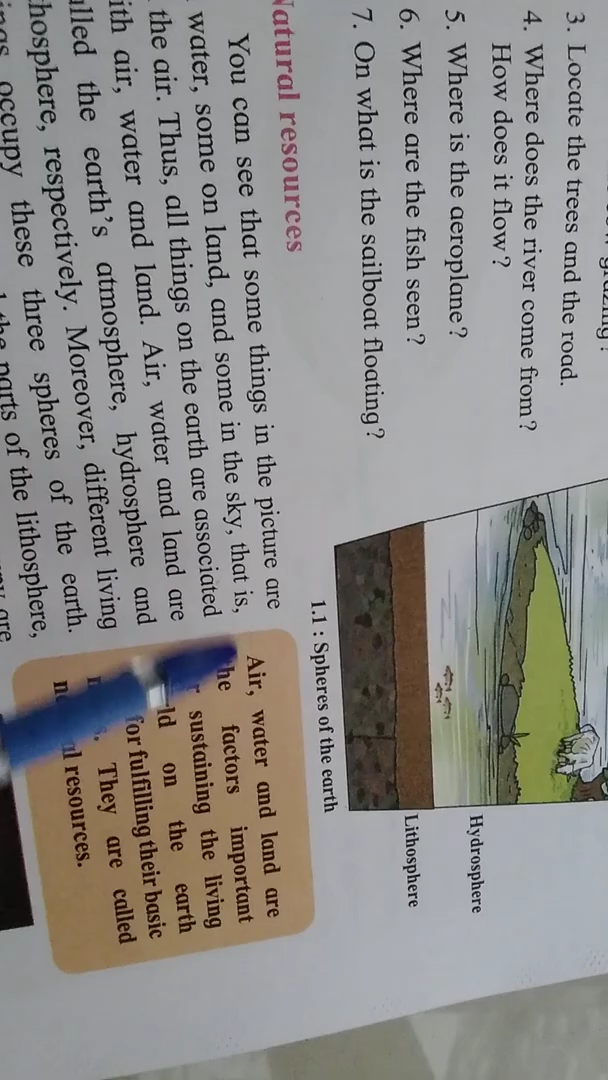 3. Locate the trees and the road.
4. Where does the river come from?
How does it flow?
5. Where is the aeroplane?
6. Where are the fish seen?
7. On what is the sailboat floating?
Hydrosphere
Lithosphere
1.1 : Spheres of the earth
Natural resources
You can see that some things in the picture are
water, some on land, and some in the sky, that is,
the air. Thus, all things on the earth are associated
with air, water and land. Air, water and land are
called the earth's atmosphere, hydrosphere and
lithosphere, respectively. Moreover, different living
occupy these three spheres of the earth.
the parts of the lithosphere,
are
Air, water and land are
the factors important
sustaining the living
on the earth
for fulfilling their basic
They are called
resources.